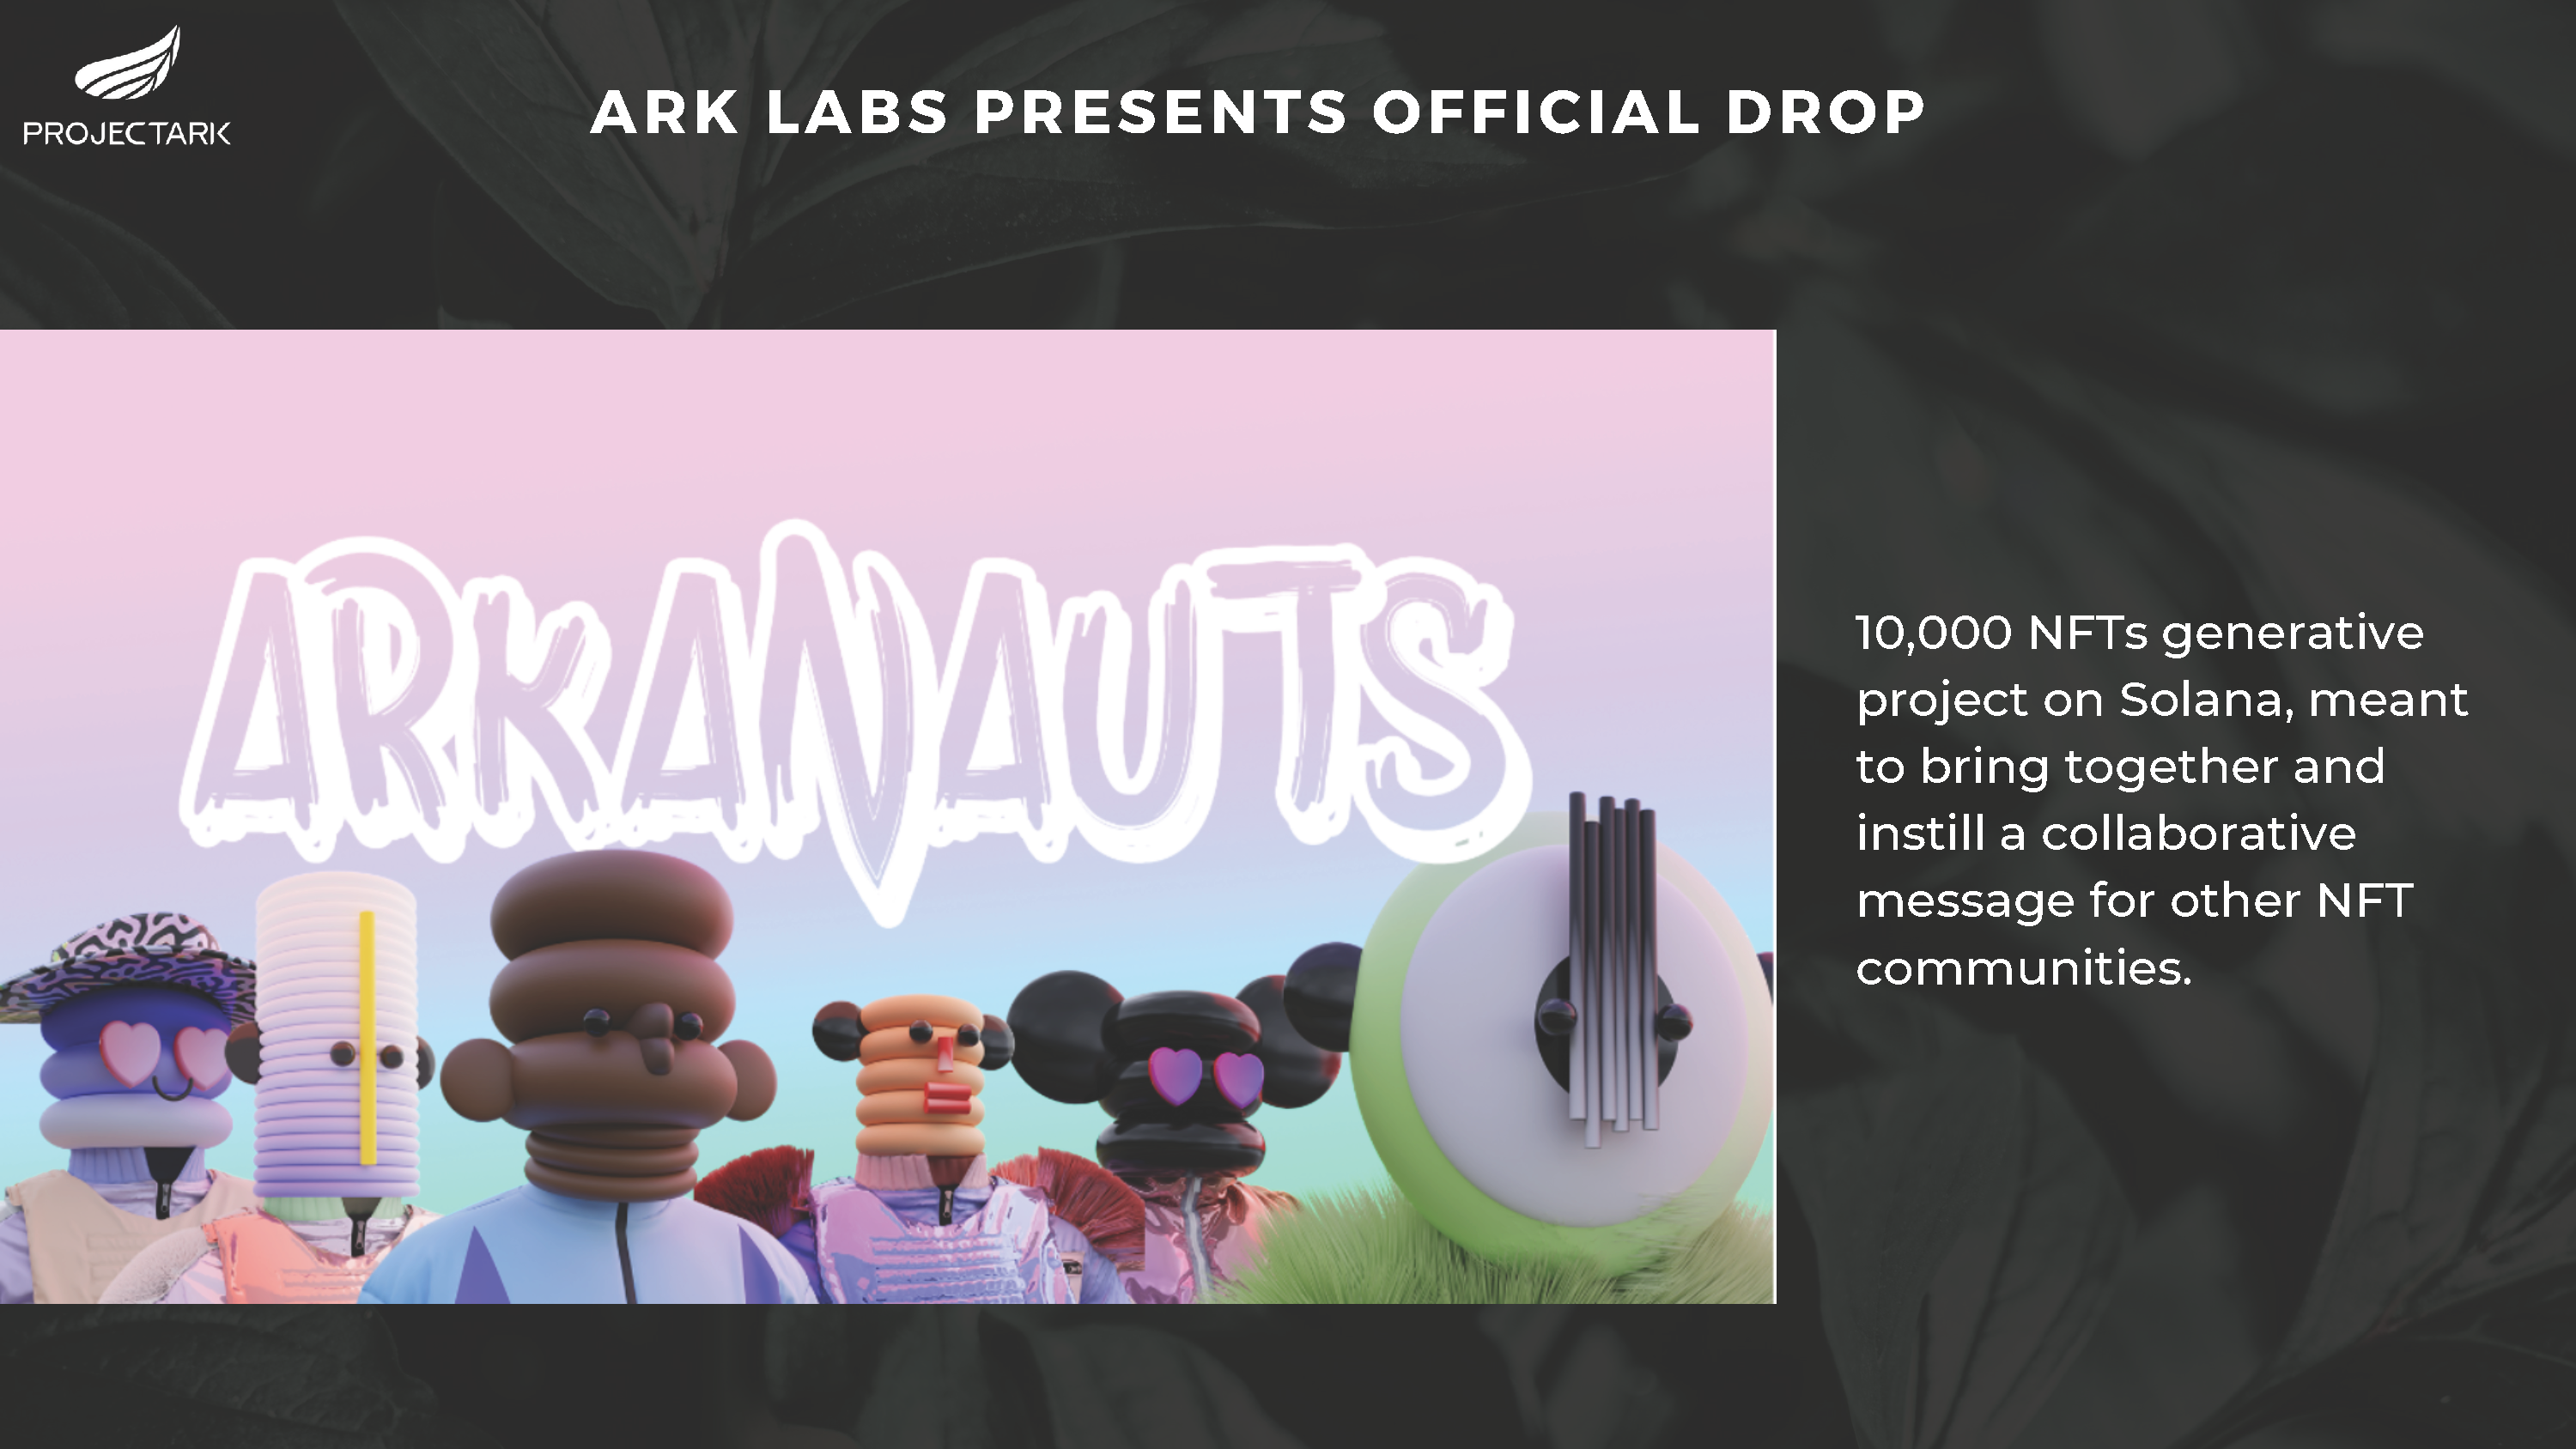 PROJECTARK
ARK LABS PRESENTS OFFICIAL DROP
ARKANAUTS
10,000 NFTs generative
project on Solana, meant
to bring together and
instill a collaborative
message for other NFT
communities.